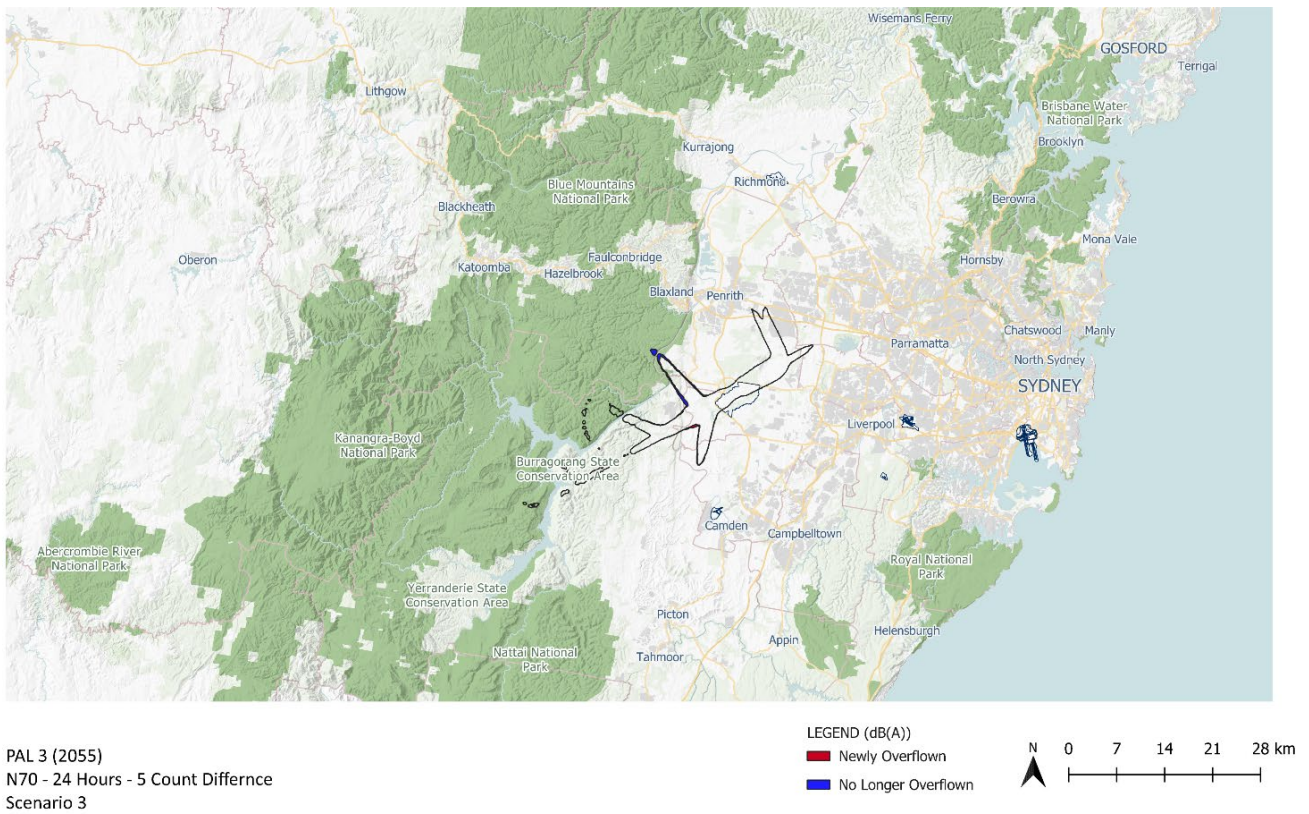 Wisemans Ferry
GOSFORD
Terrigal
Lithgow
Brisbane Water
National Park
Brooklyn
Kurrajong
Richmond
Blue Mountains
National Park
Berowra
Blackheath
Mona Vale
Oberon
Hornsby
Faulconbridge
Katoomba
Hazelbrook
Blaxland
Penrith
Chatswood
Manly
Parramatta
North Sydney
SYDNEY
Liverpool
Kanangra-Boyd
National Park
Burragorang State
Conservation Area
Camden
Campbelltown
Abercrombie River
National Park
Royal National
Park
Yerranderie State
Conservation Area
Picton
Appin
Helensburgh
Nattai National
Park
Tahmoor
PAL 3 (2055)
N70 - 24 Hours - 5 Count Differnce
Scenario 3
LEGEND (dB(A))
Newly Overflown
No Longer Overflown
N
0 7 14 21 28 km